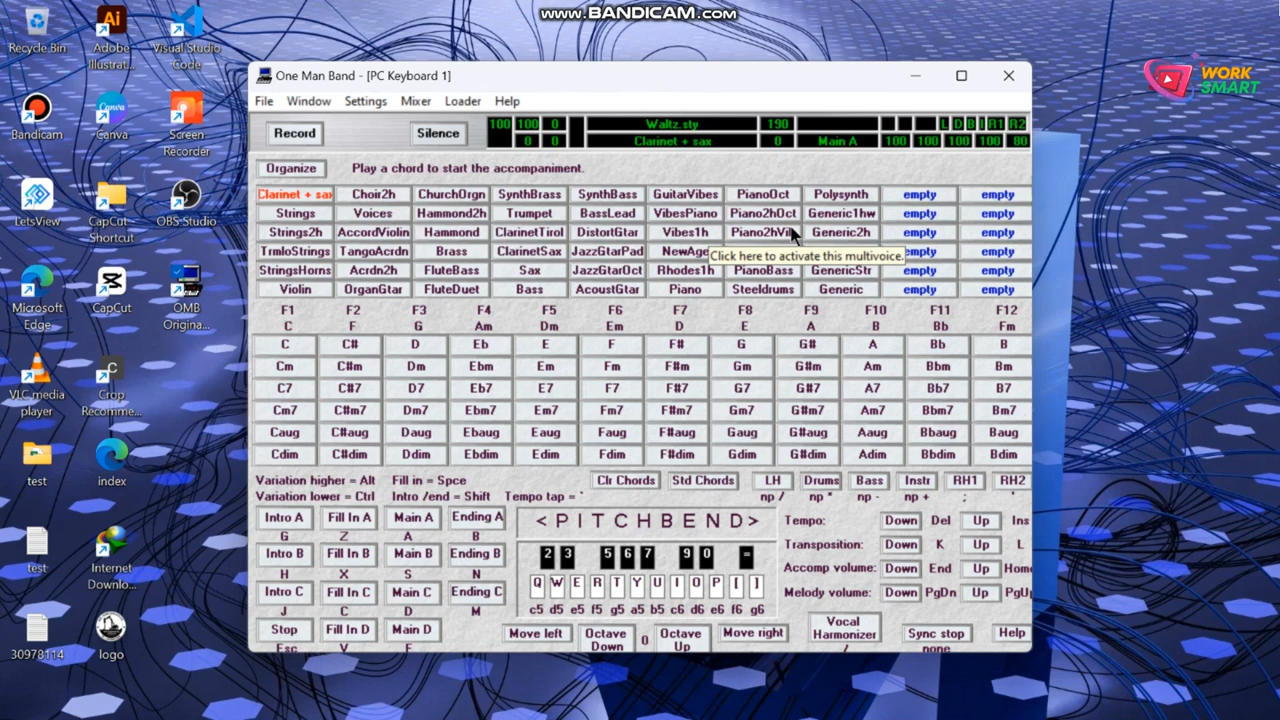 www.BANDICAM.com
Recycle Bin
Adobe Illustrat...
Visual Studio Code
Bandicam
Canva
Screen Recorder
LetsView
CapCut - Shortcut
OBS Studio
Microsoft Edge
CapCut
OMB Origina...
VLC media player
Crop Recomme...
test
index
test
Internet Downlo...
30978114
logo
WORK SMART
One Man Band - [PC Keyboard 1]
File Window Settings Mixer Loader Help
Record Silence 100 100 0 Waltz.sty 190 L D B I R1 R2
0 0 Clarinet + sax 0 Main A 100 100 100 100 80
Organize Play a chord to start the accompaniment.
Clarinet + sax Choir2h ChurchOrgn SynthBrass SynthBass GuitarVibes PianoOct Polysynth empty empty
Strings Voices Hammond2h Trumpet BassLead VibesPiano Piano2hOct Generic1hw empty empty
Strings2h AccordViolin Hammond ClarinetTirol DistortGtar Vibes1h Piano2hVib Generic2h empty empty
TrmloStrings TangoAcrdn Brass ClarinetSax JazzGtarPad NewAge empty empty
Click here to activate this multivoice.
StringsHorns Acrdn2h FluteBass Sax JazzGtarOct Rhodes1h PianoBass GenericStr empty empty
Violin OrganGtar FluteDuet Bass AcoustGtar Piano Steeldrums Generic empty empty
F1 F2 F3 F4 F5 F6 F7 F8 F9 F10 F11 F12
C F G Am Dm Em D E A B Bb Fm
C C# D Eb E F F# G G# A Bb B
Cm C#m Dm Ebm Em Fm F#m Gm G#m Am Bbm Bm
C7 C#7 D7 Eb7 E7 F7 F#7 G7 G#7 A7 Bb7 B7
Cm7 C#m7 Dm7 Ebm7 Em7 Fm7 F#m7 Gm7 G#m7 Am7 Bbm7 Bm7
Caug C#aug Daug Ebaug Eaug Faug F#aug Gaug G#aug Aaug Bbaug Baug
Cdim C#dim Ddim Ebdim Edim Fdim F#dim Gdim G#dim Adim Bbdim Bdim
Variation higher = Alt Fill in = Spce Clr Chords Std Chords LH Drums Bass Instr RH1 RH2
Variation lower = Ctrl Intro /end = Shift Tempo tap = ` np / np * np - np + ; '
Intro A Fill In A Main A Ending A <PITCHBEND> Tempo: Down Del Up Ins
G Z A B
Intro B Fill In B Main B Ending B 2 3 5 6 7 9 0 = Transposition: Down K Up L
H X S N Accomp volume: Down End Up Home
Intro C Fill In C Main C Ending C Q W E R T Y U I O P [ ] Melody volume: Down PgDn Up PgU
J C D M c5 d5 e5 f5 g5 a5 b5 c6 d6 e6 f6 g6
Stop Fill In D Main D Move left Octave Down 0 Octave Up Move right Vocal Harmonizer Sync stop Help
Esc V F / none